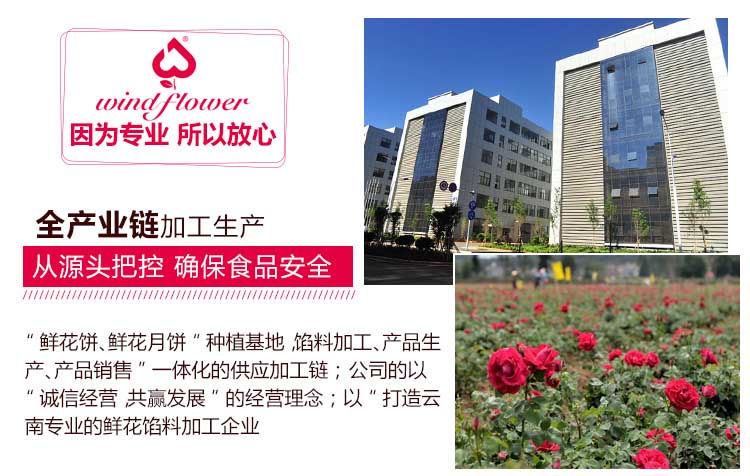 ®
windflower
因为专业 所以放心
全产业链加工生产
从源头把控 确保食品安全
“ 鲜花饼、鲜花月饼 ” 种植基地 ,馅料加工、产品生
产、产品销售 ” 一体化的供应加工链； 公司的以
“ 诚信经营 ,共赢发展 ” 的经营理念； 以 “ 打造云
南专业的鲜花馅料加工企业